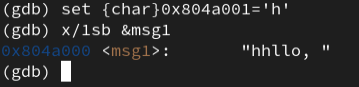 (gdb) set {char}0x804a001='h'
(gdb) x/1sb &msg1
0x804a000 <msg1>:        "hhllo, "
(gdb)